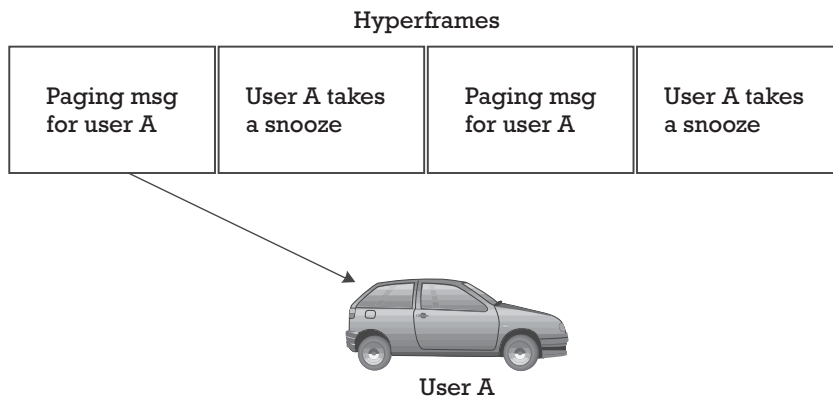 Hyperframes
Paging msg
for user A
User A takes
a snooze
Paging msg
for user A
User A takes
a snooze
User A